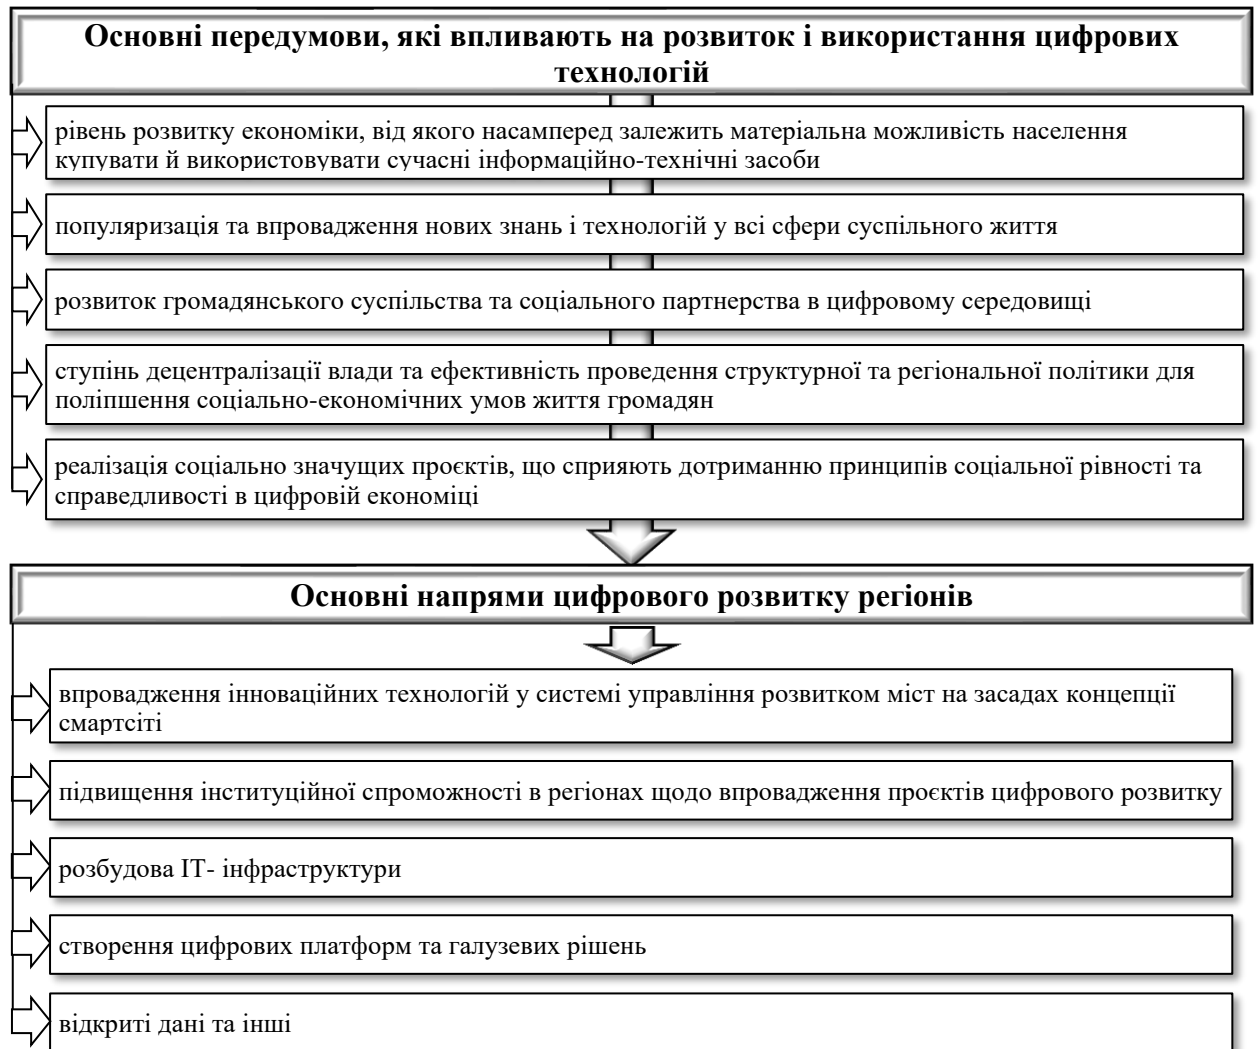 Основні передумови, які впливають на розвиток і використання цифрових
технологій
рівень розвитку економіки, від якого насамперед залежить матеріальна можливість населення
купувати й використовувати сучасні інформаційно-технічні засоби
популяризація та впровадження нових знань і технологій у всі сфери суспільного життя
розвиток громадянського суспільства та соціального партнерства в цифровому середовищі
ступінь децентралізації влади та ефективність проведення структурної та регіональної політики для
поліпшення соціально-економічних умов життя громадян
реалізація соціально значущих проєктів, що сприяють дотриманню принципів соціальної рівності та
справедливості в цифровій економіці
Основні напрями цифрового розвитку регіонів
впровадження інноваційних технологій у системі управління розвитком міст на засадах концепції
смартсіті
підвищення інституційної спроможності в регіонах щодо впровадження проєктів цифрового розвитку
розбудова ІТ- інфраструктури
створення цифрових платформ та галузевих рішень
відкриті дані та інші